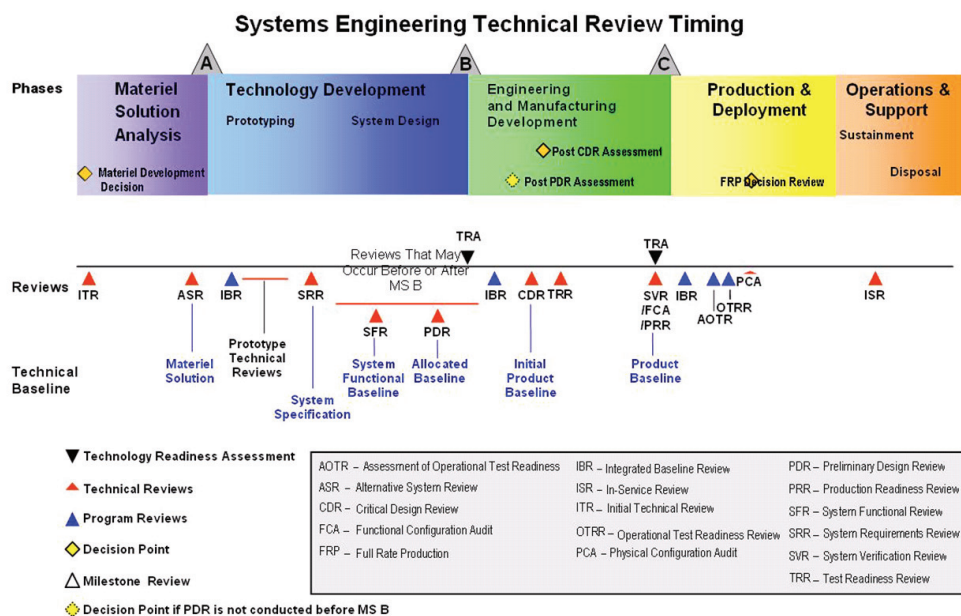 Systems Engineering Technical Review Timing
A
B
C
Phases
Materiel
Solution
Analysis
Materiel Development
Decision
Technology Development
Prototyping
System Design
Engineering
and Manufacturing
Development
Post CDR Assessment
Post PDR Assessment
Production &
Deployment
FRP Decision Review
Operations &
Support
Sustainment
Disposal
TRA
TRA
Reviews That May
Occur Before or After
MS B
Reviews
ITR
ASR
IBR
SRR
IBR
CDR
TRR
SVR
/FCA
/PRR
IBR
AOTR
OTRR
PCA
ISR
Prototype
Technical
Reviews
SFR
PDR
Technical
Baseline
Materiel
Solution
System
Specification
System
Functional
Baseline
Allocated
Baseline
Initial
Product
Baseline
Product
Baseline
Technology Readiness Assessment
Technical Reviews
Program Reviews
Decision Point
Milestone Review
Decision Point if PDR is not conducted before MS B
AOTR – Assessment of Operational Test Readiness
ASR – Alternative System Review
CDR – Critical Design Review
FCA – Functional Configuration Audit
FRP – Full Rate Production
IBR – Integrated Baseline Review
ISR – In-Service Review
ITR – Initial Technical Review
OTRR – Operational Test Readiness Review
PCA – Physical Configuration Audit
PDR – Preliminary Design Review
PRR – Production Readiness Review
SFR – System Functional Review
SRR – System Requirements Review
SVR – System Verification Review
TRR – Test Readiness Review